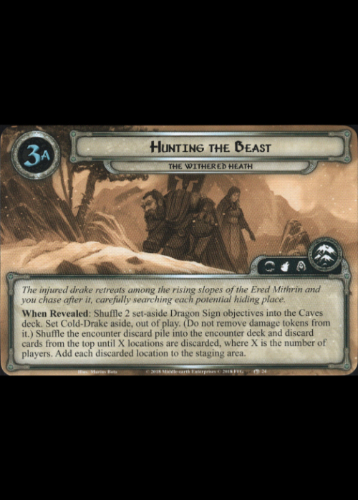 3A
HUNTING THE BEAST
THE WITHERED HEATH
The injured drake retreats among the rising slopes of the Ered Mithrin and
you chase after it, carefully searching each potential hiding place.
When Revealed: Shuffle 2 set-aside Dragon Sign objectives into the Caves
deck. Set Cold-Drake aside, out of play. (Do not remove damage tokens from
it.) Shuffle the encounter discard pile into the encounter deck and discard
cards from the top until X locations are discarded, where X is the number of
players. Add each discarded location to the staging area.